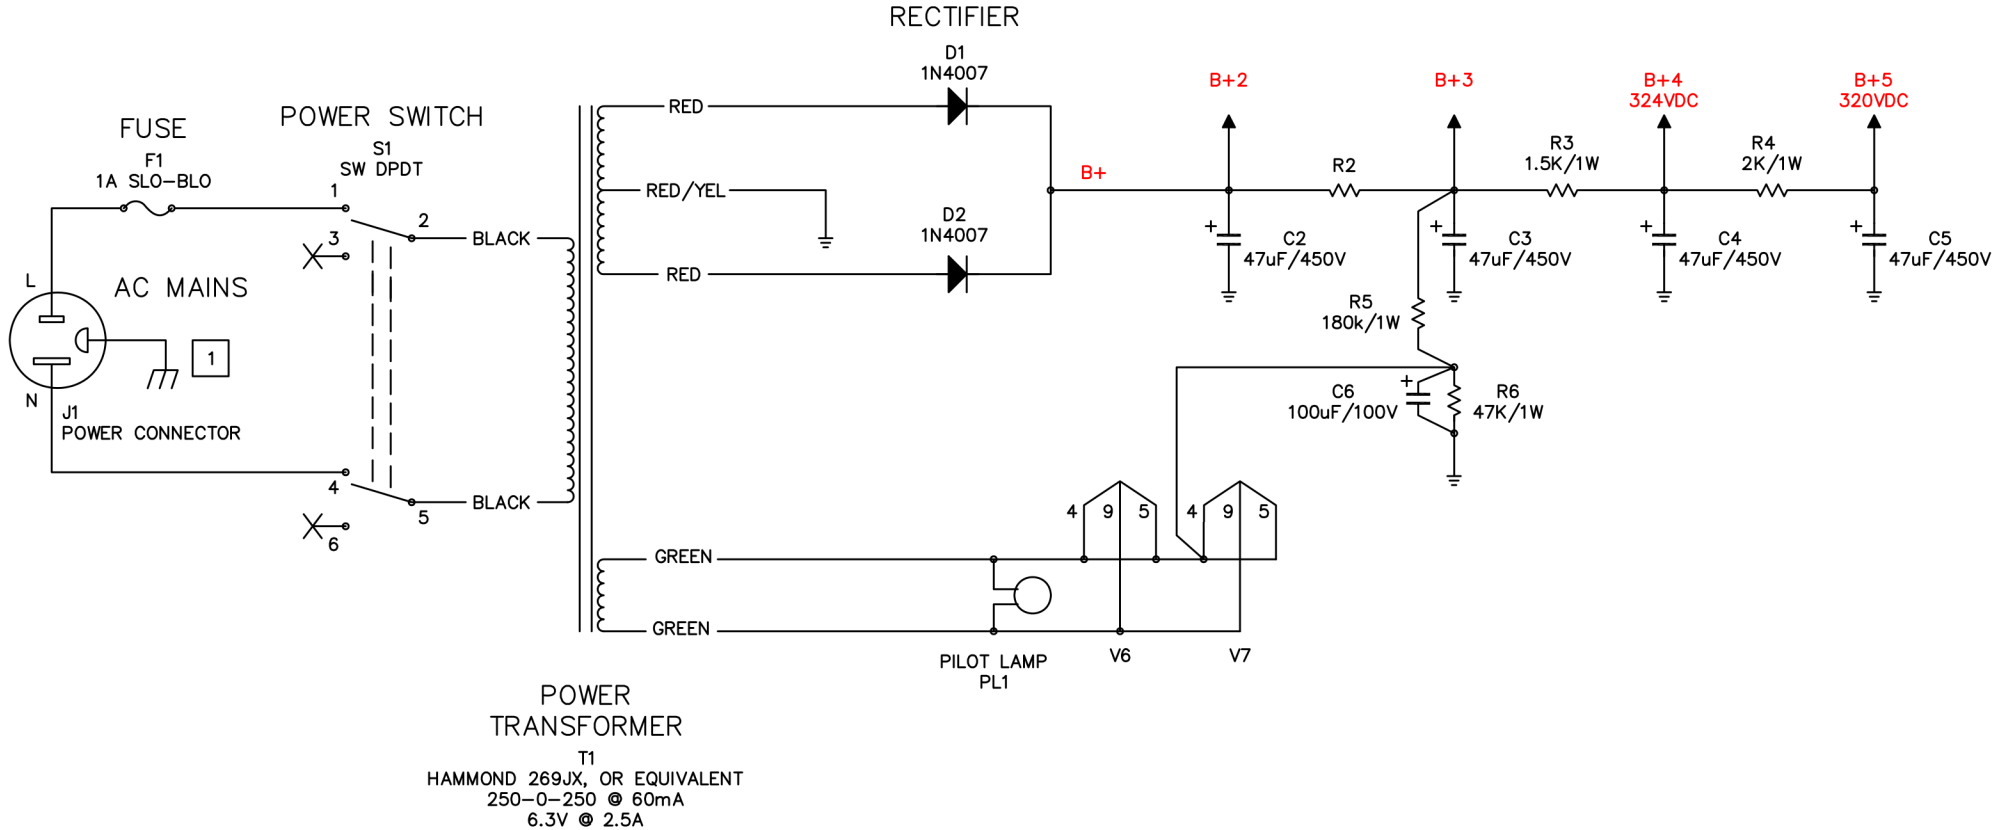 RECTIFIER
D1
1N4007
B+2
B+3
B+4
324VDC
B+5
320VDC
FUSE
F1
1A SLO-BLO
POWER SWITCH
S1
SW DPDT
RED
RED/YEL
RED
D2
1N4007
B+
R2
R3
1.5K/1W
R4
2K/1W
1
2
3
BLACK
+
C2
47uF/450V
+
C3
47uF/450V
+
C4
47uF/450V
+
C5
47uF/450V
L
AC MAINS
1
N
J1
POWER CONNECTOR
R5
180k/1W
+
C6
100uF/100V
R6
47K/1W
4
5
6
BLACK
4 9 5
4 9 5
GREEN
GREEN
PILOT LAMP
PL1
V6
V7
POWER
TRANSFORMER
T1
HAMMOND 269JX, OR EQUIVALENT
250-0-250 @ 60mA
6.3V @ 2.5A